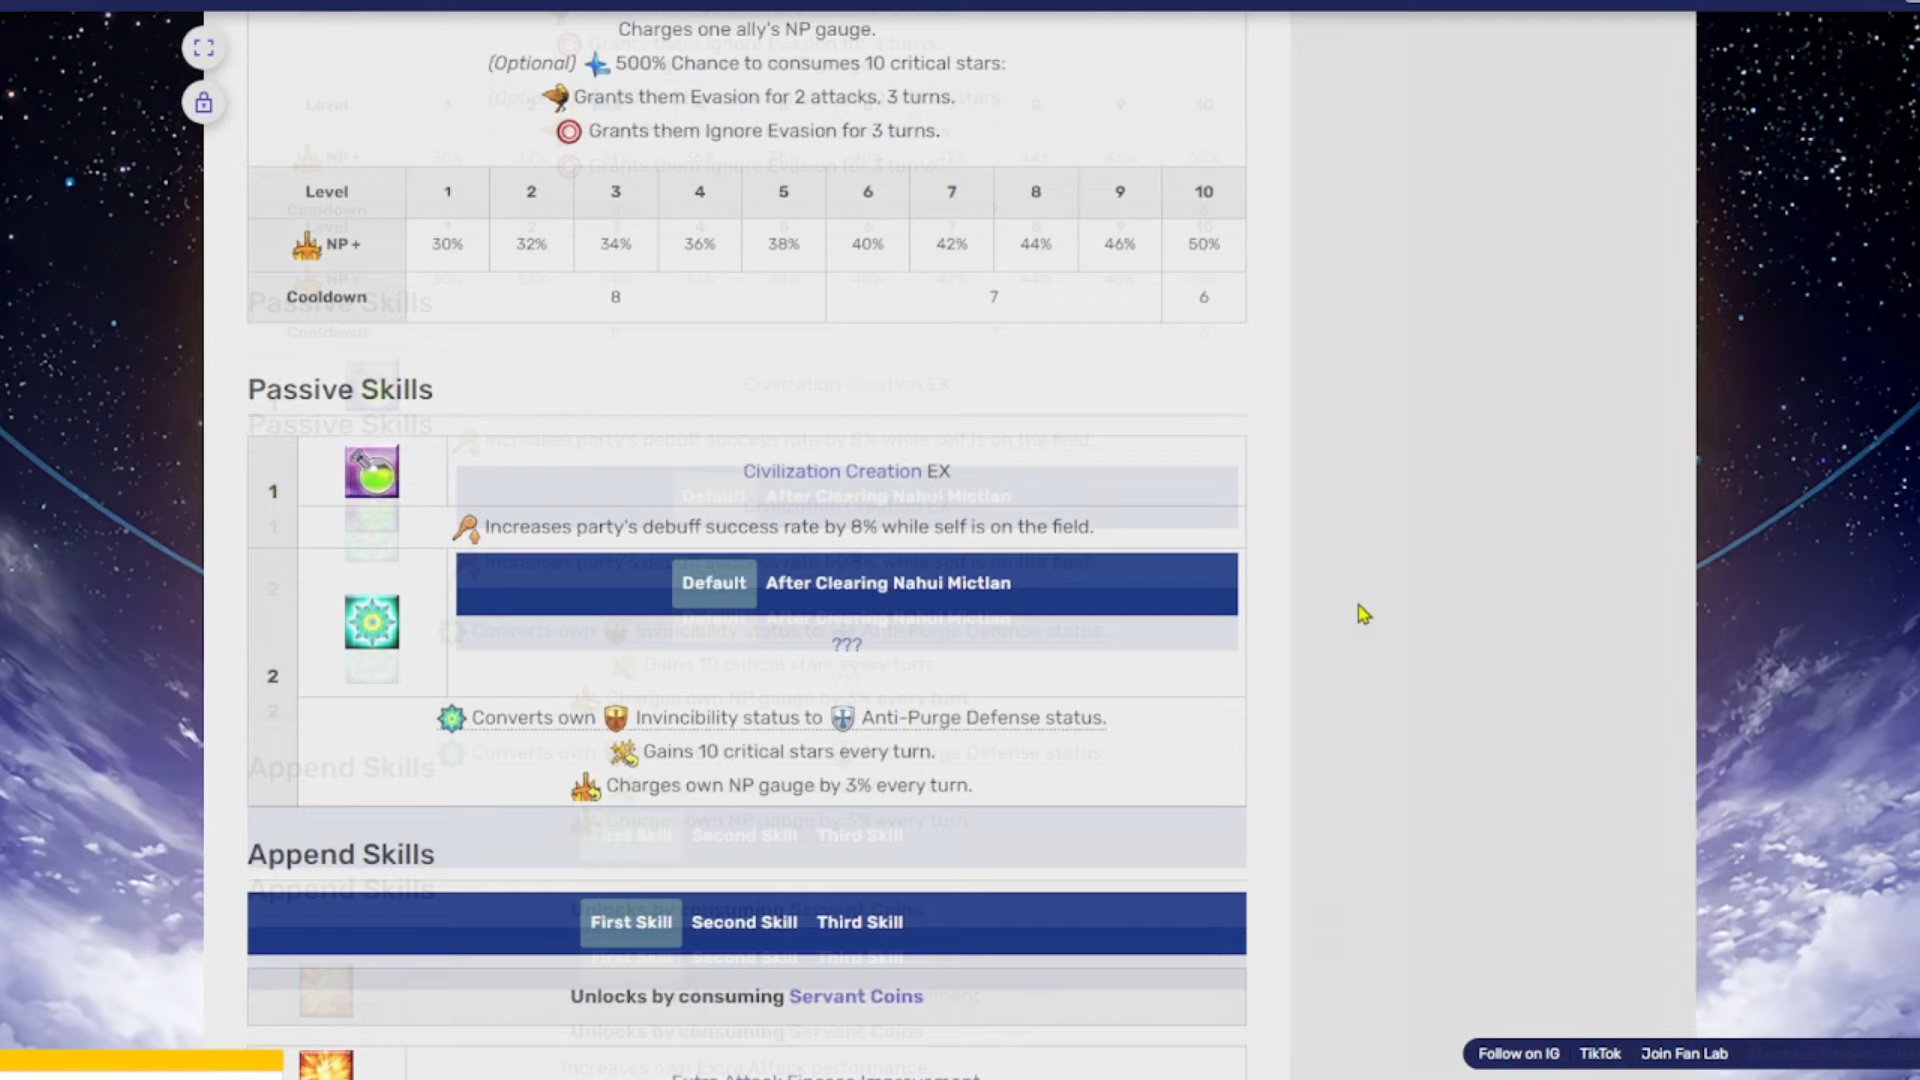 Charges one ally's NP gauge.
(Optional) 500% Chance to consumes 10 critical stars:
Grants them Evasion for 2 attacks, 3 turns.
Grants them Ignore Evasion for 3 turns.
Level 1 2 3 4 5 6 7 8 9 10
NP + 30% 32% 34% 36% 38% 40% 42% 44% 46% 50%
Cooldown 8 7 6
Passive Skills
1 Civilization Creation EX
Increases party's debuff success rate by 8% while self is on the field.
Default After Clearing Nahui Mictlan
???
2
Converts own Invincibility status to Anti-Purge Defense status.
Gains 10 critical stars every turn.
Charges own NP gauge by 3% every turn.
Append Skills
First Skill Second Skill Third Skill
Unlocks by consuming Servant Coins
Extra Attack Finesse Improvement
Follow on IG TikTok Join Fan Lab